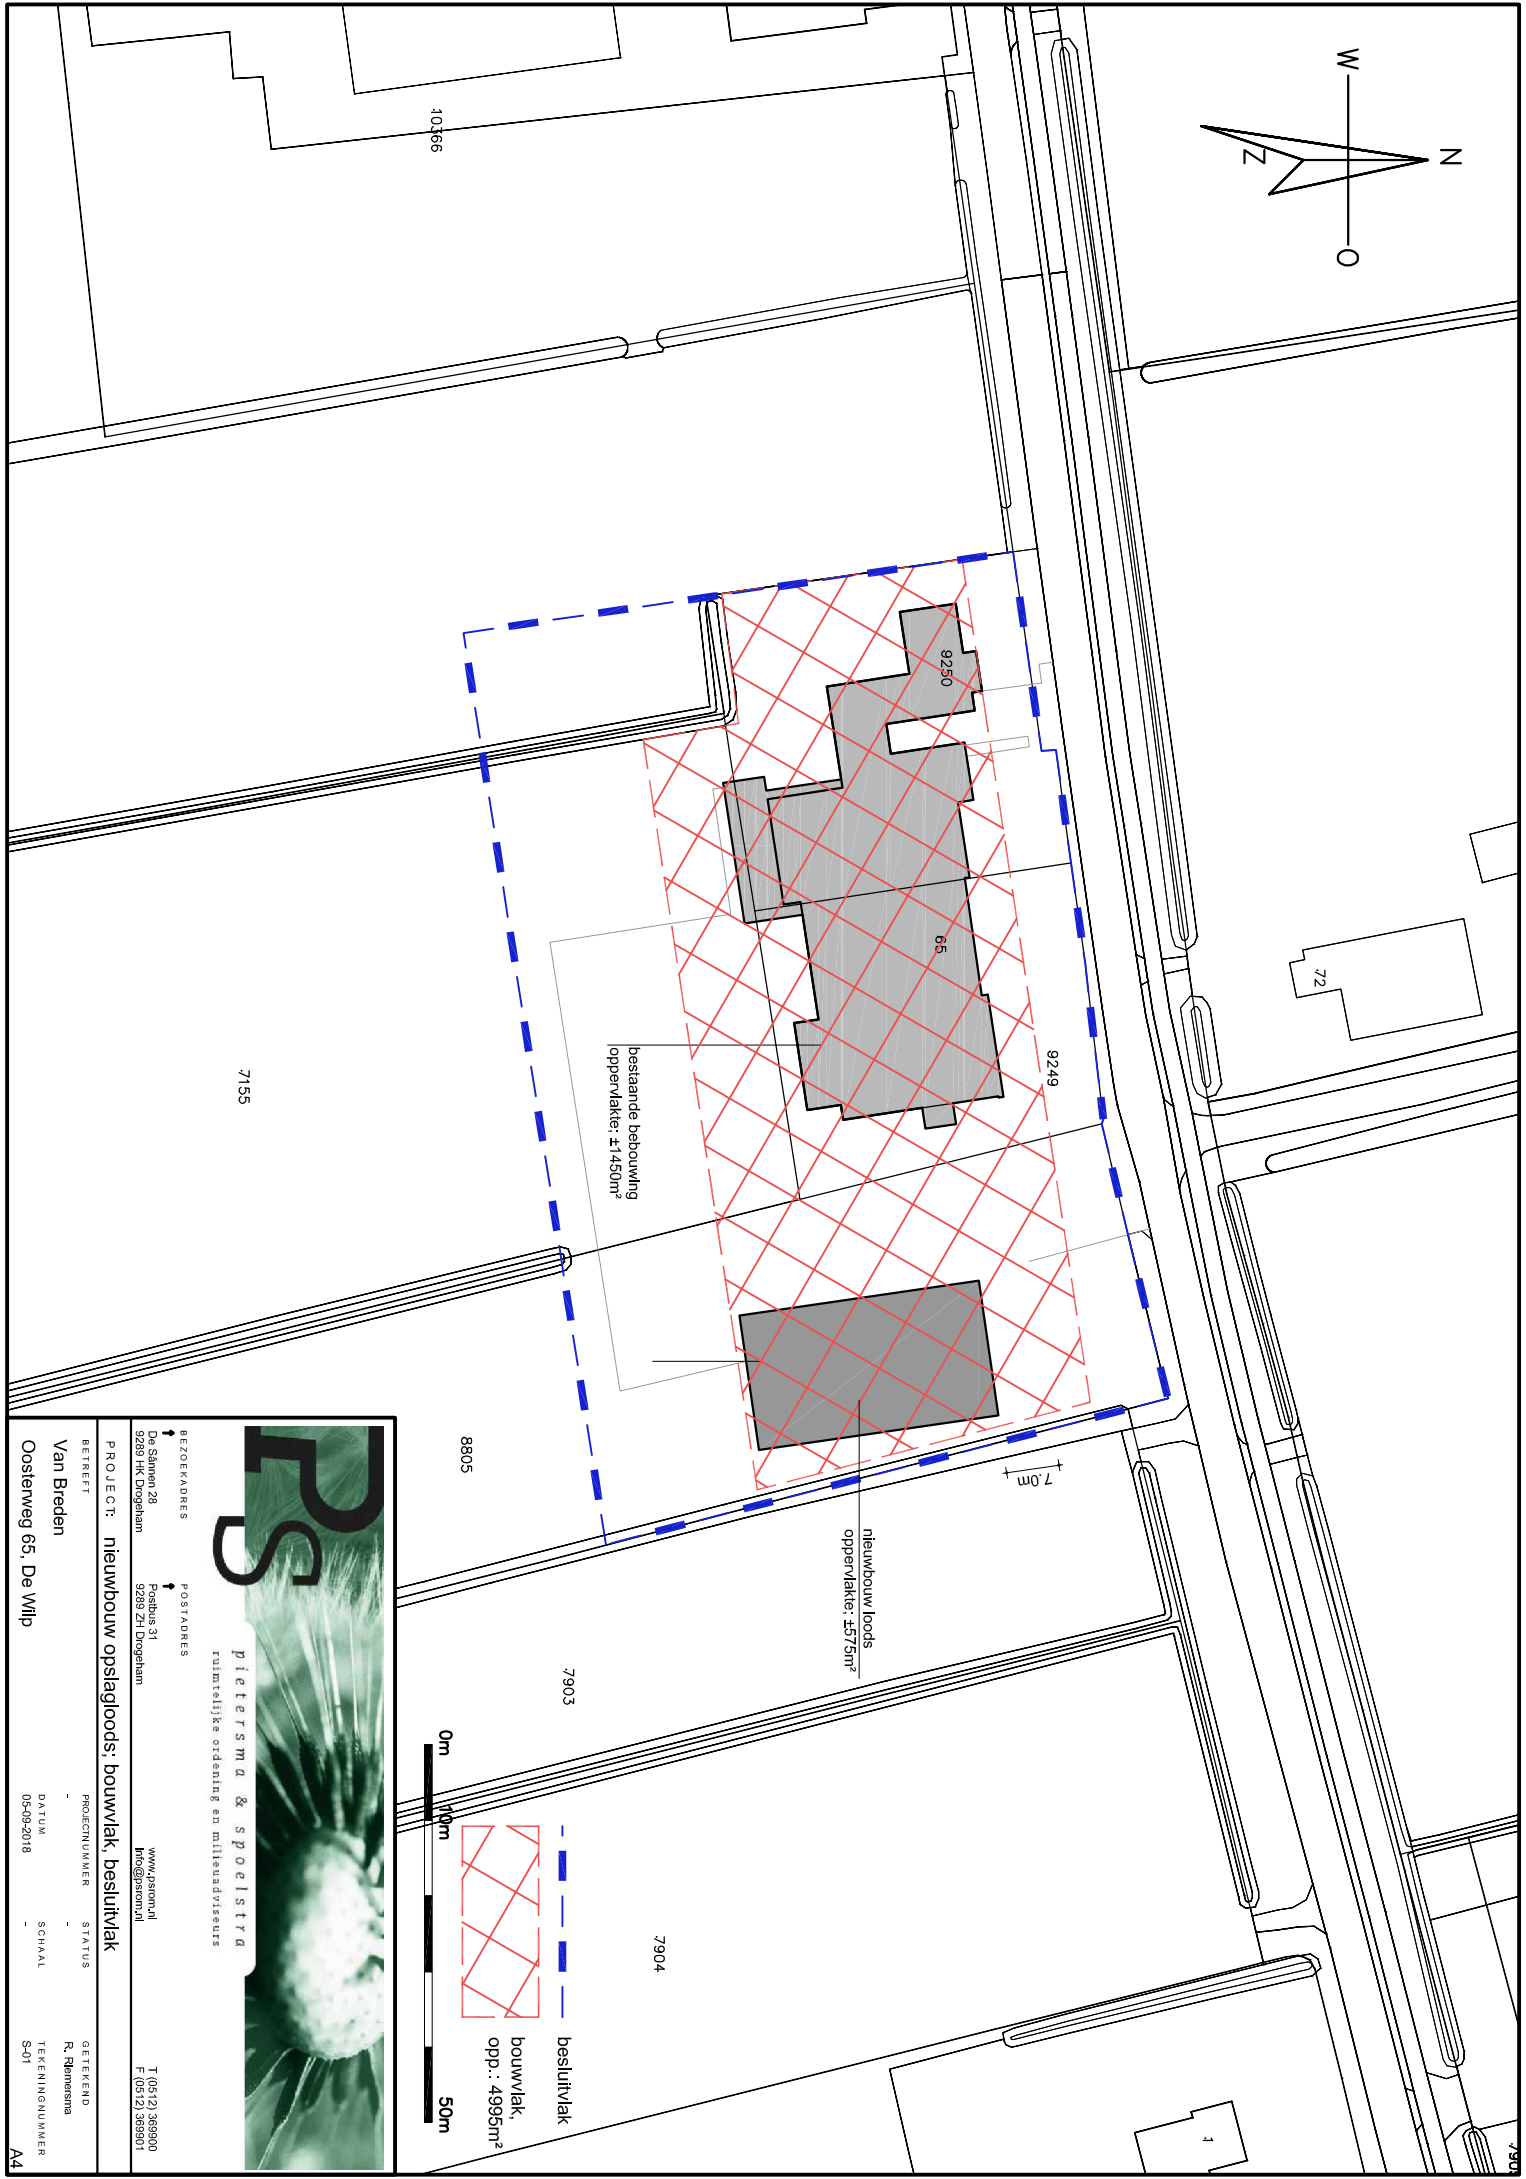 N
W
O
Z
10366
9250
65
9249
72
7155
8805
7903
7904
1
bestaande bebouwing
oppervlakte; ±1450m²
nieuwbouw loods
oppervlakte; ±575m²
7.0m
0m 10m 50m
besluitvlak
bouwvlak,
opp.: 4995m²
PS
pietersma & spoelstra
ruimtelijke ordening en milieuadviseurs
BEZOEKADRES
De Sânnen 28
9289 HK Drogeham
POSTADRES
Postbus 31
9289 ZH Drogeham
www.psrom.nl
info@psrom.nl
T (0512) 369900
F (0512) 369901
PROJECT: nieuwbouw opslagloods; bouwvlak, besluitvlak
BETREFT
Van Breden
Oosterweg 65, De Wilp
PROJECTNUMMER
-
STATUS
-
GETEKEND
R. Riemersma
DATUM
05-09-2018
SCHAAL
-
TEKENINGNUMMER
S-01
A4